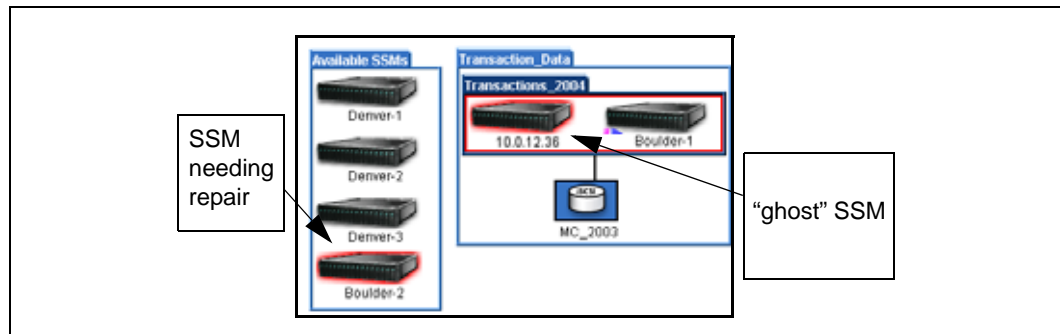 Available SSMs
Denver-1
Denver-2
Denver-3
Boulder-2
Transaction_Data
Transactions_2004
10.0.12.36
Boulder-1
MC_2003
SSM
needing
repair
“ghost” SSM